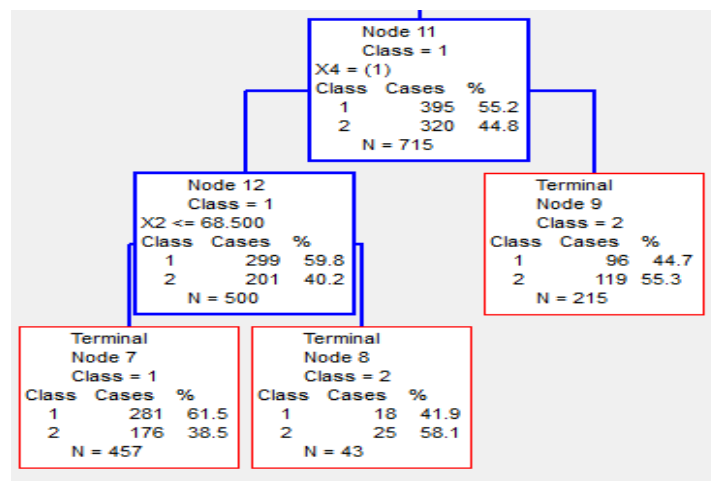 Node 11
Class = 1
X4 = (1)
Class Cases %
1 395 55.2
2 320 44.8
N = 715
Node 12
Class = 1
X2 <= 68.500
Class Cases %
1 299 59.8
2 201 40.2
N = 500
Terminal
Node 9
Class = 2
Class Cases %
1 96 44.7
2 119 55.3
N = 215
Terminal
Node 7
Class = 1
Class Cases %
1 281 61.5
2 176 38.5
N = 457
Terminal
Node 8
Class = 2
Class Cases %
1 18 41.9
2 25 58.1
N = 43